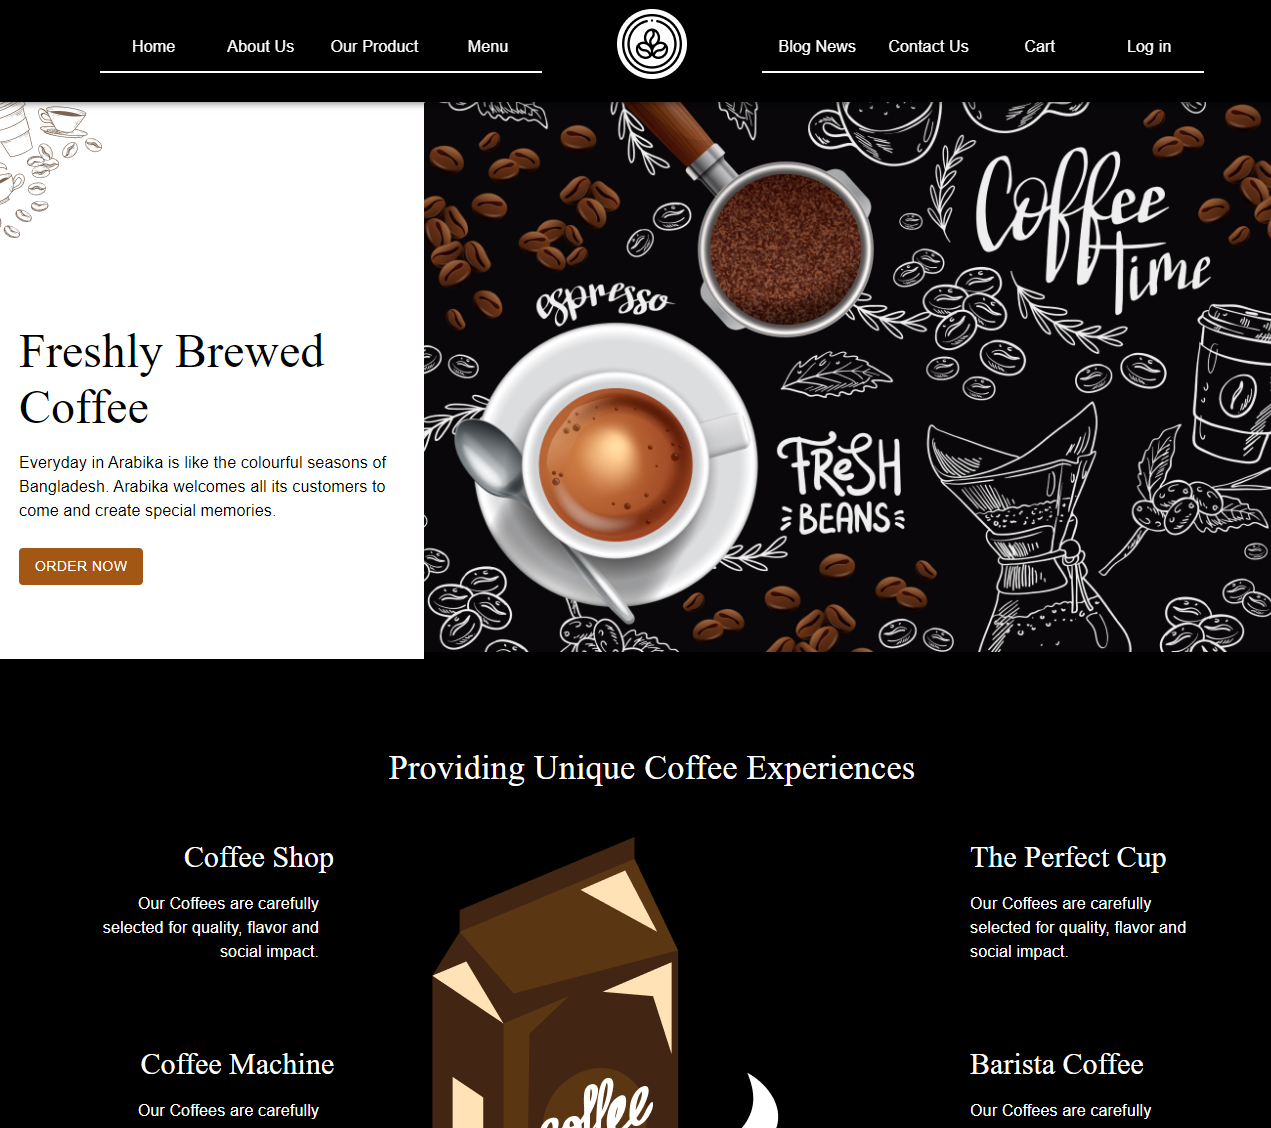 Home About Us Our Product Menu Blog News Contact Us Cart Log in
Coffee
time
espresso
FReSH
BEANS
Freshly Brewed
Coffee
Everyday in Arabika is like the colourful seasons of
Bangladesh. Arabika welcomes all its customers to
come and create special memories.
ORDER NOW
Providing Unique Coffee Experiences
Coffee Shop
Our Coffees are carefully
selected for quality, flavor and
social impact.
The Perfect Cup
Our Coffees are carefully
selected for quality, flavor and
social impact.
Coffee Machine
Our Coffees are carefully
coffee
Barista Coffee
Our Coffees are carefully